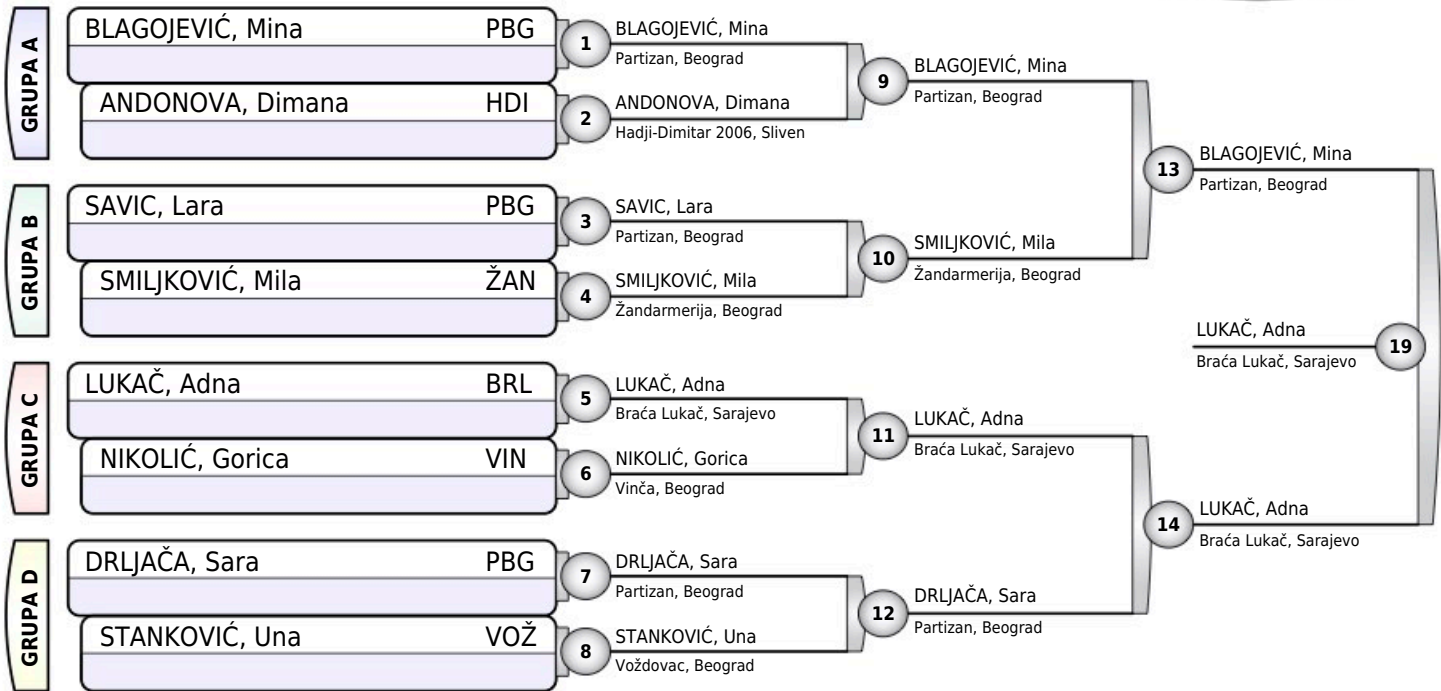 GRUPA A
BLAGOJEVIĆ, Mina PBG
ANDONOVA, Dimana HDI
1
BLAGOJEVIĆ, Mina
Partizan, Beograd
2
ANDONOVA, Dimana
Hadji-Dimitar 2006, Sliven
9
BLAGOJEVIĆ, Mina
Partizan, Beograd
GRUPA B
SAVIC, Lara PBG
SMILJKOVIĆ, Mila ŽAN
3
SAVIC, Lara
Partizan, Beograd
4
SMILJKOVIĆ, Mila
Žandarmerija, Beograd
10
SMILJKOVIĆ, Mila
Žandarmerija, Beograd
13
BLAGOJEVIĆ, Mina
Partizan, Beograd
GRUPA C
LUKAČ, Adna BRL
NIKOLIĆ, Gorica VIN
5
LUKAČ, Adna
Braća Lukač, Sarajevo
6
NIKOLIĆ, Gorica
Vinča, Beograd
11
LUKAČ, Adna
Braća Lukač, Sarajevo
GRUPA D
DRLJAČA, Sara PBG
STANKOVIĆ, Una VOŽ
7
DRLJAČA, Sara
Partizan, Beograd
8
STANKOVIĆ, Una
Voždovac, Beograd
12
DRLJAČA, Sara
Partizan, Beograd
14
LUKAČ, Adna
Braća Lukač, Sarajevo
LUKAČ, Adna
Braća Lukač, Sarajevo
19